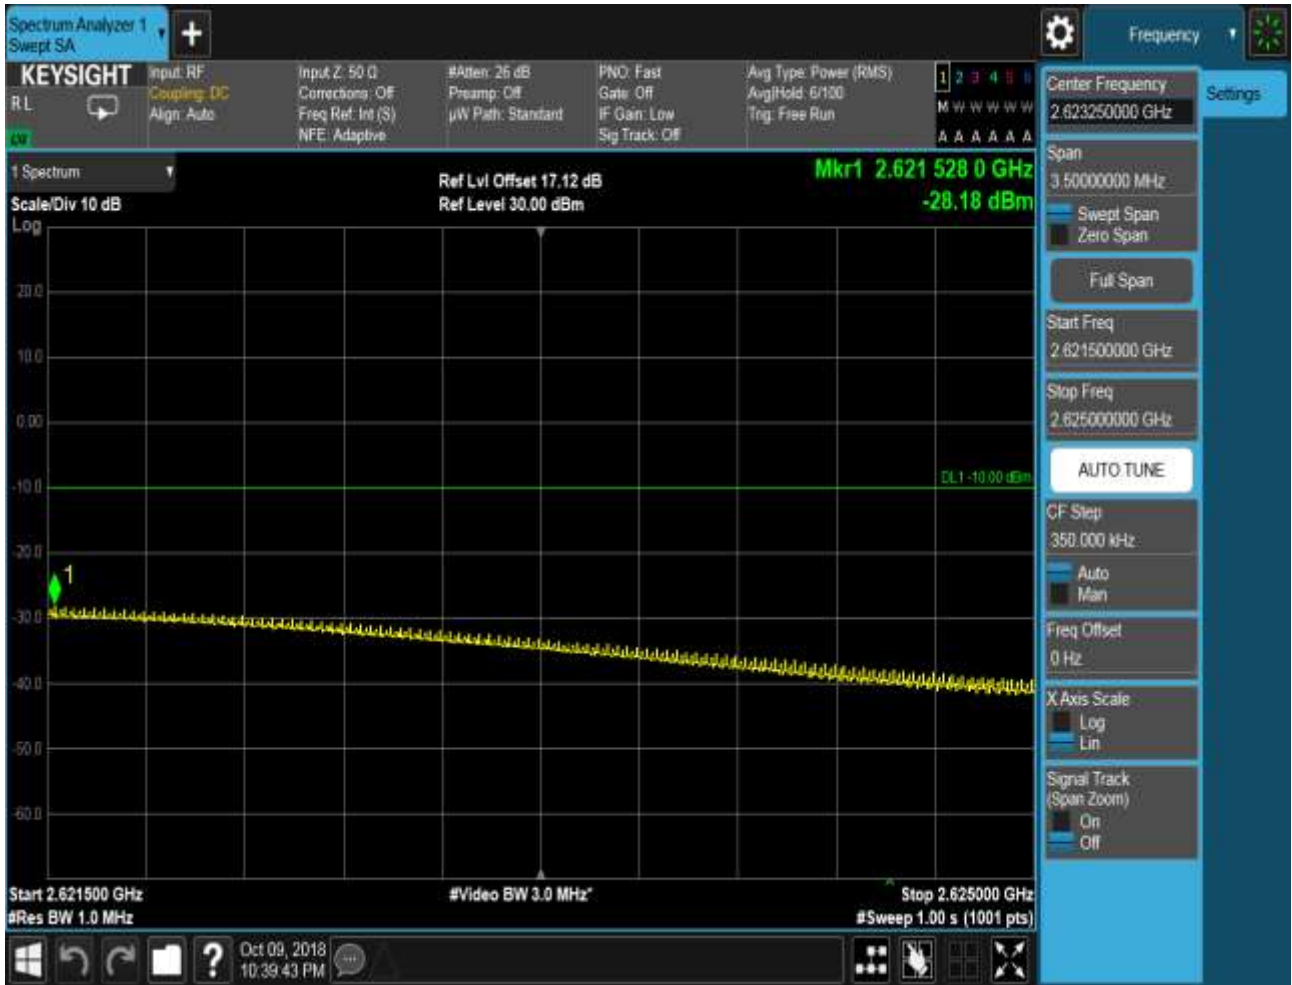 Spectrum Analyzer 1
Swept SA
+
Frequency
KEYSIGHT
Input: RF
Input Z: 50 Ω
#Atten: 26 dB
PNO: Fast
Avg Type: Power (RMS)
1 2 3 4 5 6
R L
Coupling: DC
Corrections: Off
Preamp: Off
Gate: Off
Avg|Hold: 6/100
M W W W W W
Align: Auto
Freq Ref: Int (S)
µW Path: Standard
IF Gain: Low
Trig: Free Run
NFE: Adaptive
Sig Track: Off
A A A A A A
1 Spectrum
Ref Lvl Offset 17.12 dB
Mkr1 2.621 528 0 GHz
Scale/Div 10 dB
Ref Level 30.00 dBm
-28.18 dBm
Log
20.0
10.0
0.00
DL1 -10.00 dBm
-10.0
-20.0
1
-30.0
-40.0
-50.0
-60.0
Start 2.621500 GHz
#Video BW 3.0 MHz*
Stop 2.625000 GHz
#Res BW 1.0 MHz
#Sweep 1.00 s (1001 pts)
Center Frequency
2.623250000 GHz
Settings
Span
3.50000000 MHz
Swept Span
Zero Span
Full Span
Start Freq
2.621500000 GHz
Stop Freq
2.625000000 GHz
AUTO TUNE
CF Step
350.000 kHz
Auto
Man
Freq Offset
0 Hz
X Axis Scale
Log
Lin
Signal Track
(Span Zoom)
On
Off
?
Oct 09, 2018
10:39:43 PM